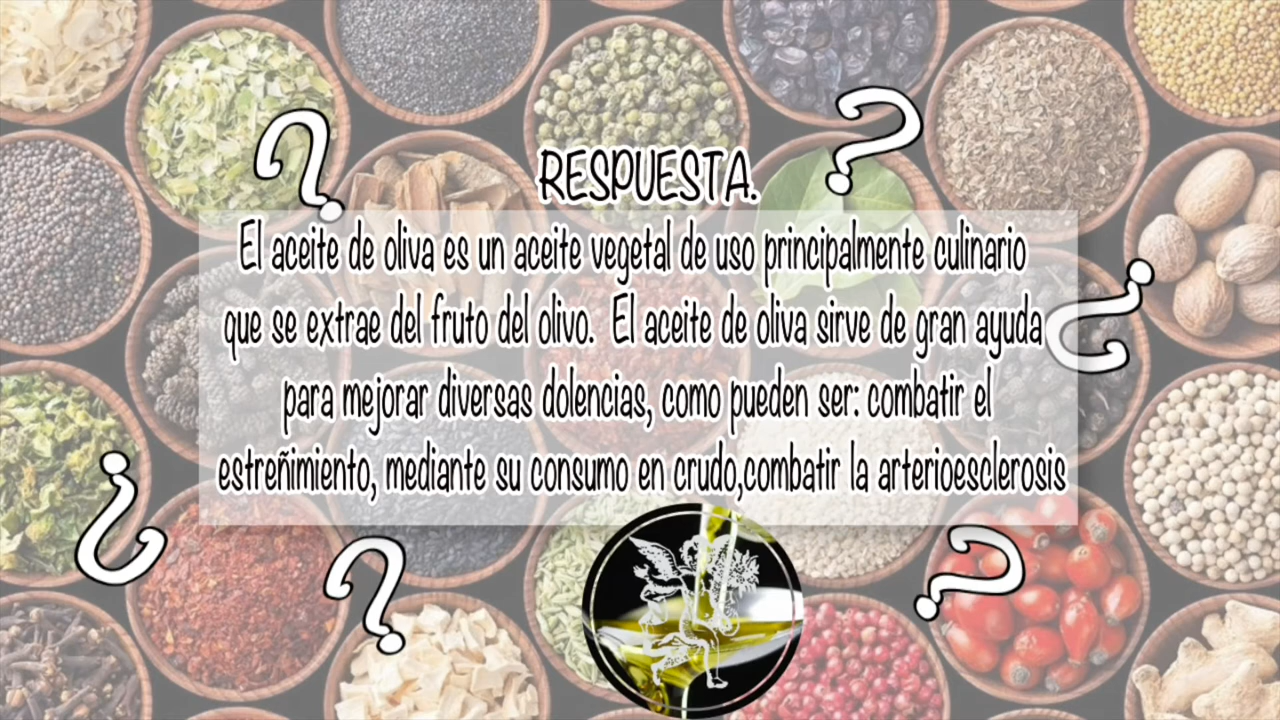 RESPUESTA.
El aceite de oliva es un aceite vegetal de uso principalmente culinario
que se extrae del fruto del olivo. El aceite de oliva sirve de gran ayuda
para mejorar diversas dolencias, como pueden ser: combatir el
estreñimiento, mediante su consumo en crudo,combatir la arterioesclerosis